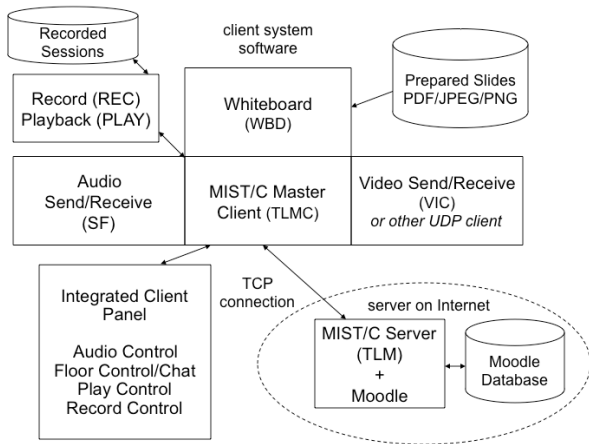 Recorded
Sessions
client system
software
Prepared Slides
PDF/JPEG/PNG
Record (REC)
Playback (PLAY)
Whiteboard
(WBD)
Audio
Send/Receive
(SF)
MIST/C Master
Client (TLMC)
Video Send/Receive
(VIC)
or other UDP client
Integrated Client
Panel
Audio Control
Floor Control/Chat
Play Control
Record Control
TCP
connection
server on Internet
MIST/C Server
(TLM)
+
Moodle
Moodle
Database